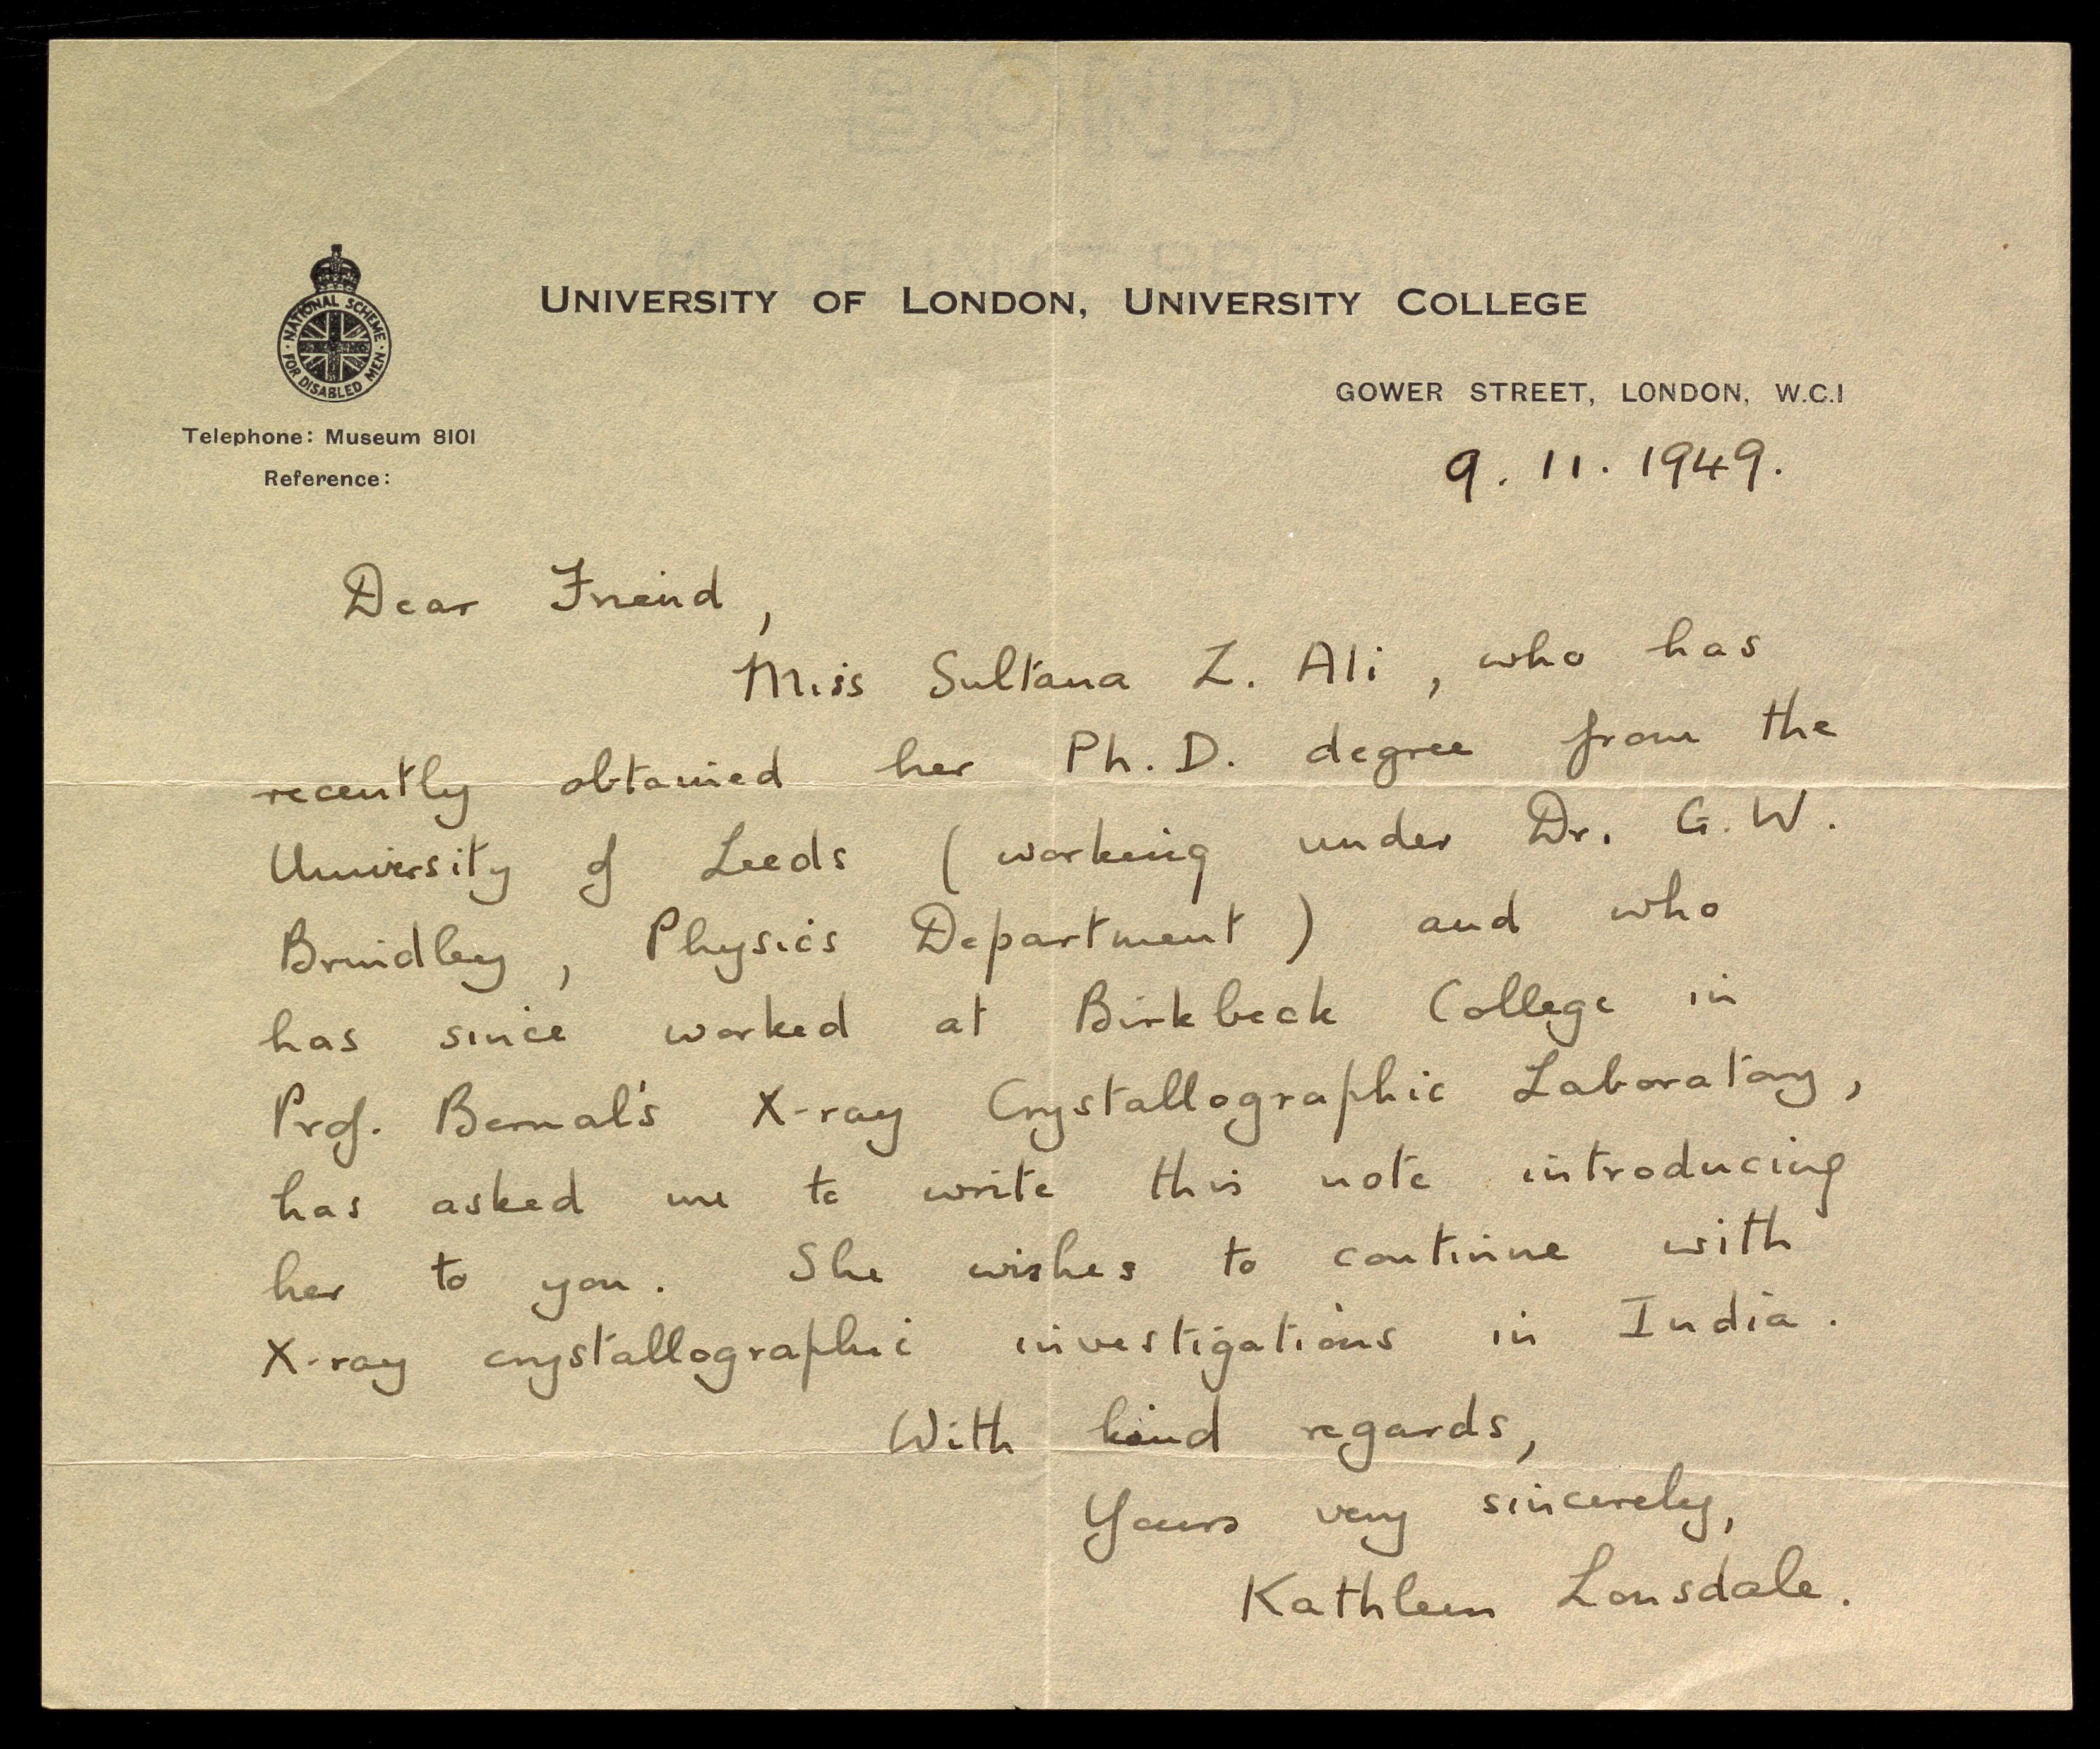 NATIONAL SCHEME FOR DISABLED MEN
UNIVERSITY OF LONDON, UNIVERSITY COLLEGE
GOWER STREET, LONDON, W.C.1
Telephone: Museum 8101
Reference:
9. 11. 1949.
Dear Friend,
Miss Sultana Z. Ali, who has
recently obtained her Ph.D. degree from the
University of Leeds (working under Dr. G.W.
Brindley, Physics Department) and who
has since worked at Birkbeck College in
Prof. Bernal's X-ray Crystallographic Laboratory,
has asked me to write this note introducing
her to you. She wishes to continue with
X-ray crystallographic investigations in India.
With kind regards,
Yours very sincerely,
Kathleen Lonsdale.